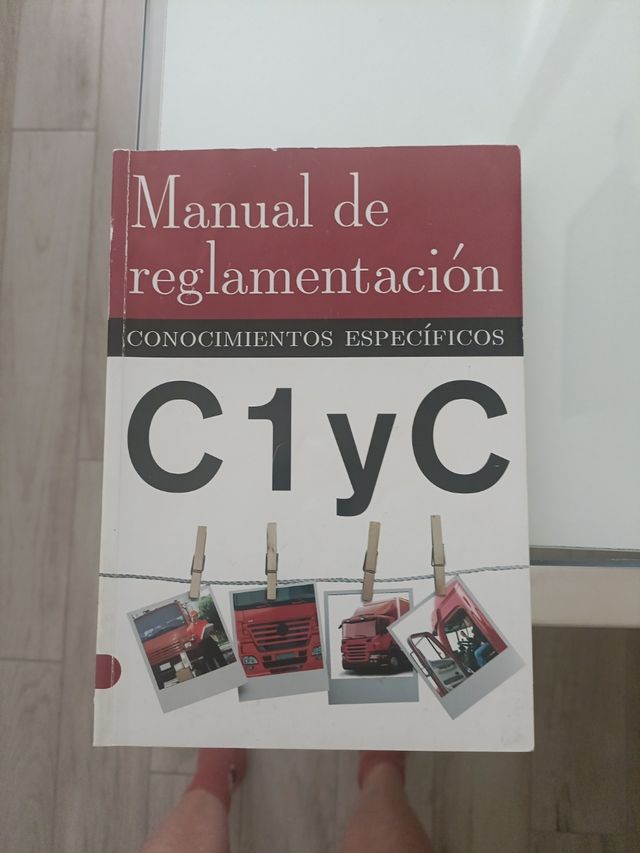 Manual de
reglamentación
CONOCIMIENTOS ESPECÍFICOS
C1yC